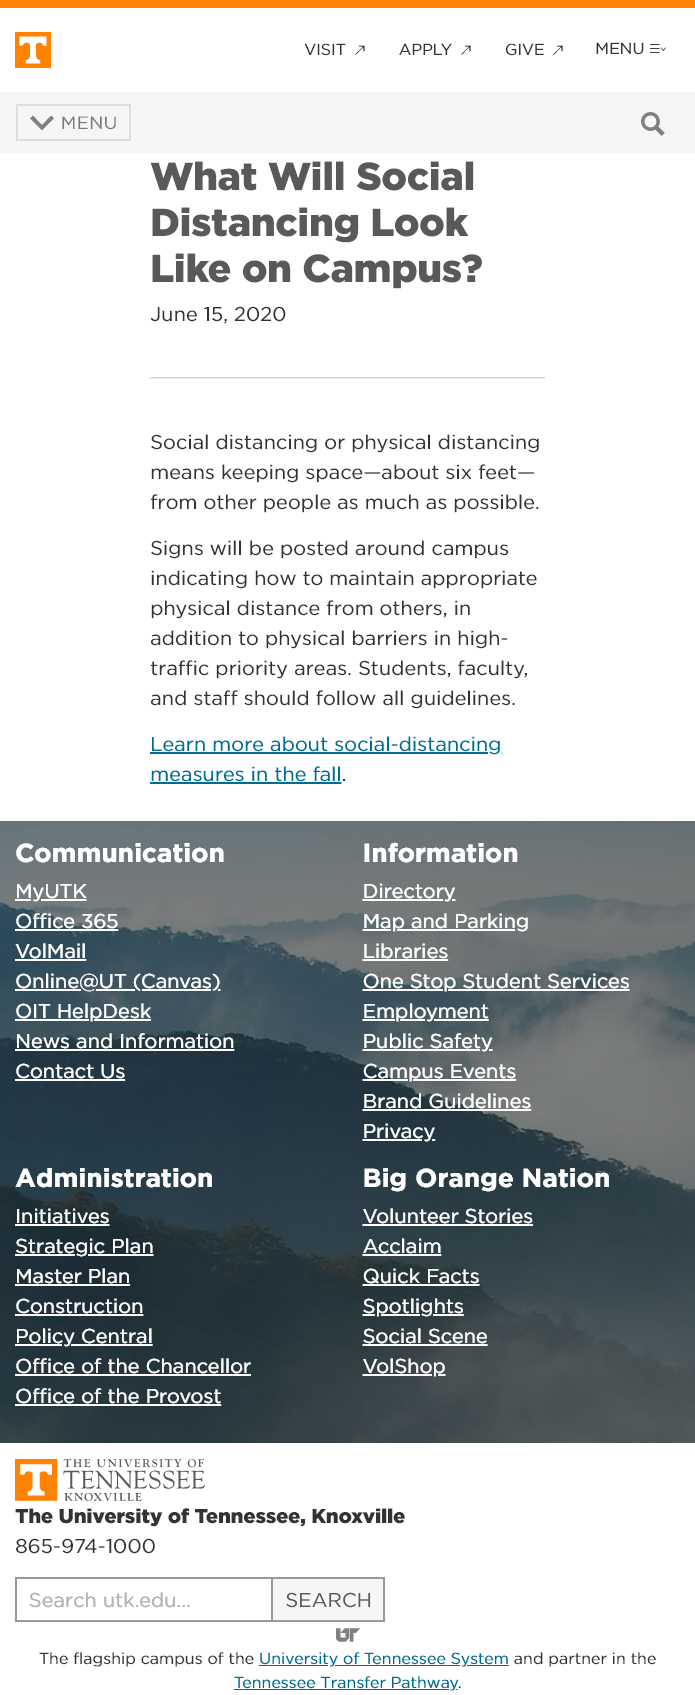 T
VISIT APPLY GIVE MENU
MENU
What Will Social
Distancing Look
Like on Campus?
June 15, 2020
Social distancing or physical distancing
means keeping space—about six feet—
from other people as much as possible.
Signs will be posted around campus
indicating how to maintain appropriate
physical distance from others, in
addition to physical barriers in high-
traffic priority areas. Students, faculty,
and staff should follow all guidelines.
Learn more about social-distancing
measures in the fall.
Communication
MyUTK
Office 365
VolMail
Online@UT (Canvas)
OIT HelpDesk
News and Information
Contact Us
Information
Directory
Map and Parking
Libraries
One Stop Student Services
Employment
Public Safety
Campus Events
Brand Guidelines
Privacy
Administration
Initiatives
Strategic Plan
Master Plan
Construction
Policy Central
Office of the Chancellor
Office of the Provost
Big Orange Nation
Volunteer Stories
Acclaim
Quick Facts
Spotlights
Social Scene
VolShop
T
THE UNIVERSITY OF
TENNESSEE
KNOXVILLE
The University of Tennessee, Knoxville
865-974-1000
Search utk.edu... SEARCH
UT
The flagship campus of the University of Tennessee System and partner in the
Tennessee Transfer Pathway.